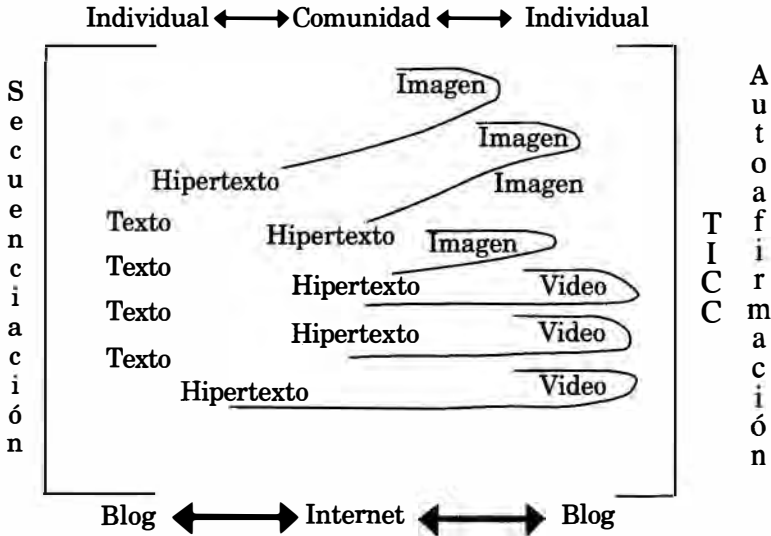 Individual ↔ Comunidad ↔ Individual
Secuenciación
Imagen
Imagen
Hipertexto
Imagen
Texto
Hipertexto
Imagen
Texto
Hipertexto
Video
Texto
Hipertexto
Video
Texto
Hipertexto
Video
TICC
Autoafirmación
Blog ↔ Internet ↔ Blog